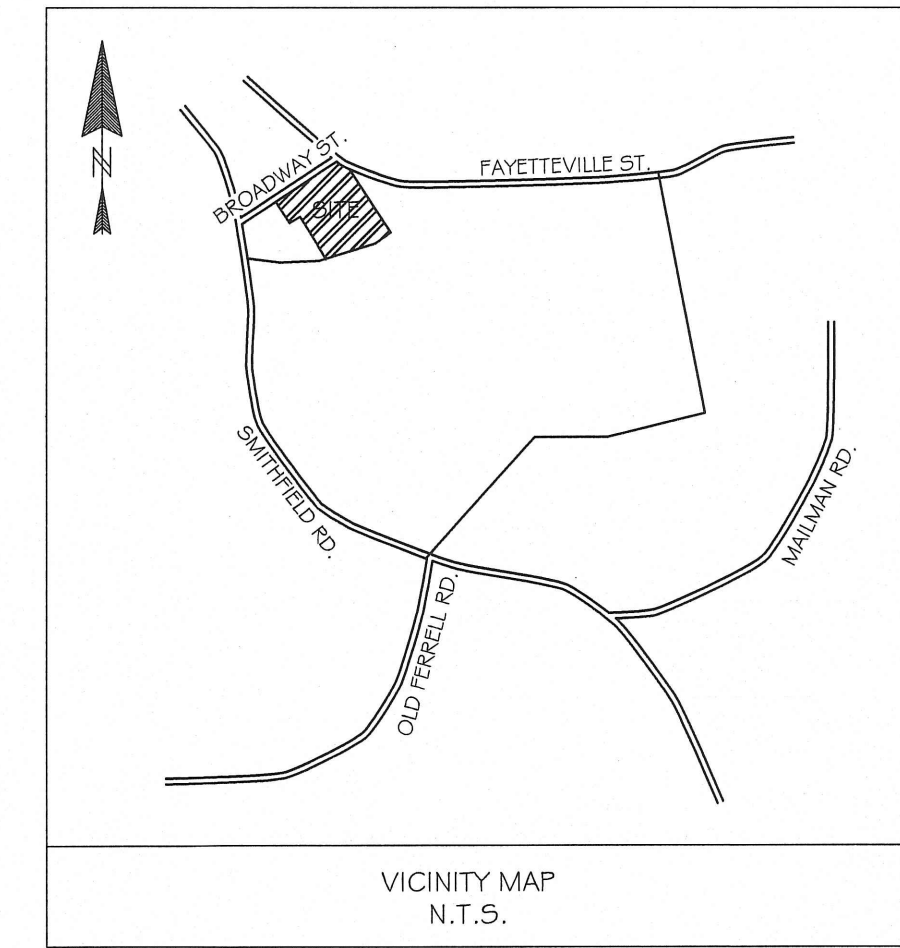 N
BROADWAY ST.
FAYETTEVILLE ST.
SITE
SMITHFIELD RD.
MAILMAN RD.
OLD FERRELL RD.
VICINITY MAP
N.T.S.